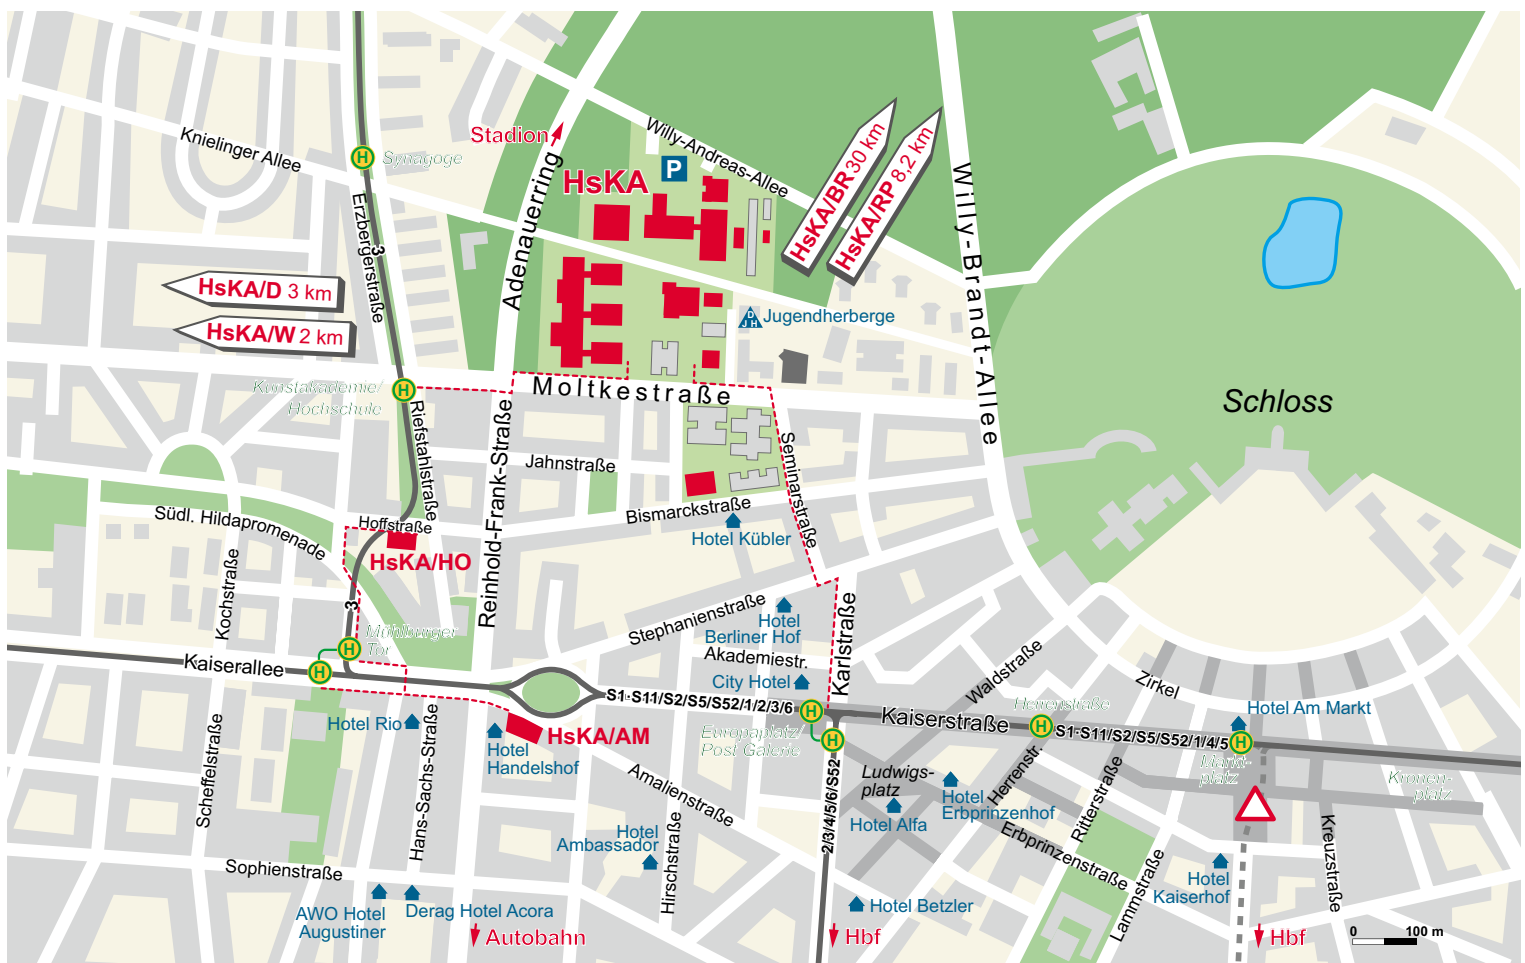 Knielinger Allee
Synagoge
Stadion
Willy-Andreas-Allee
P
HsKA
HsKA/BR 30 km
HsKA/RP 8,2 km
Willy-Brandt-Allee
Adenauerring
Erzbergerstraße
3
H
HsKA/D 3 km
HsKA/W 2 km
D
J H
Jugendherberge
Kunstakademie/
Hochschule
H
Moltkestraße
Schloss
Riefstahlstraße
Reinhold-Frank-Straße
Jahnstraße
Seminarstraße
Bismarckstraße
Hotel Kübler
Südl. Hildapromenade
Hoffstraße
HsKA/HO
Kochstraße
3
Mühlburger
Tor
H
H
Kaiserallee
Stephanienstraße
Hotel
Berliner Hof
Akademiestr.
City Hotel
Karlstraße
S1-S11/S2/S5/S52/1/2/3/6
H
Europaplatz/
Post Galerie
H
Kaiserstraße
Waldstraße
Herrenstraße
H
S1-S11/S2/S5/S52/1/4/5
Zirkel
Hotel Am Markt
H
Markt-
platz
Kronen-
platz
Hotel Rio
Hans-Sachs-Straße
Hotel
Handelshof
HsKA/AM
Scheffelstraße
Amalienstraße
Hotel
Ambassador
Hirschstraße
2/3/4/5/6/S52
Ludwigs-
platz
Hotel Alfa
Hotel
Erbprinzenhof
Herrenstr.
Ritterstraße
Erbprinzenstraße
Lammstraße
Hotel
Kaiserhof
Kreuzstraße
Sophienstraße
AWO Hotel
Augustiner
Derag Hotel Acora
Hotel Betzler
Autobahn
Hbf
Hbf
0 100 m